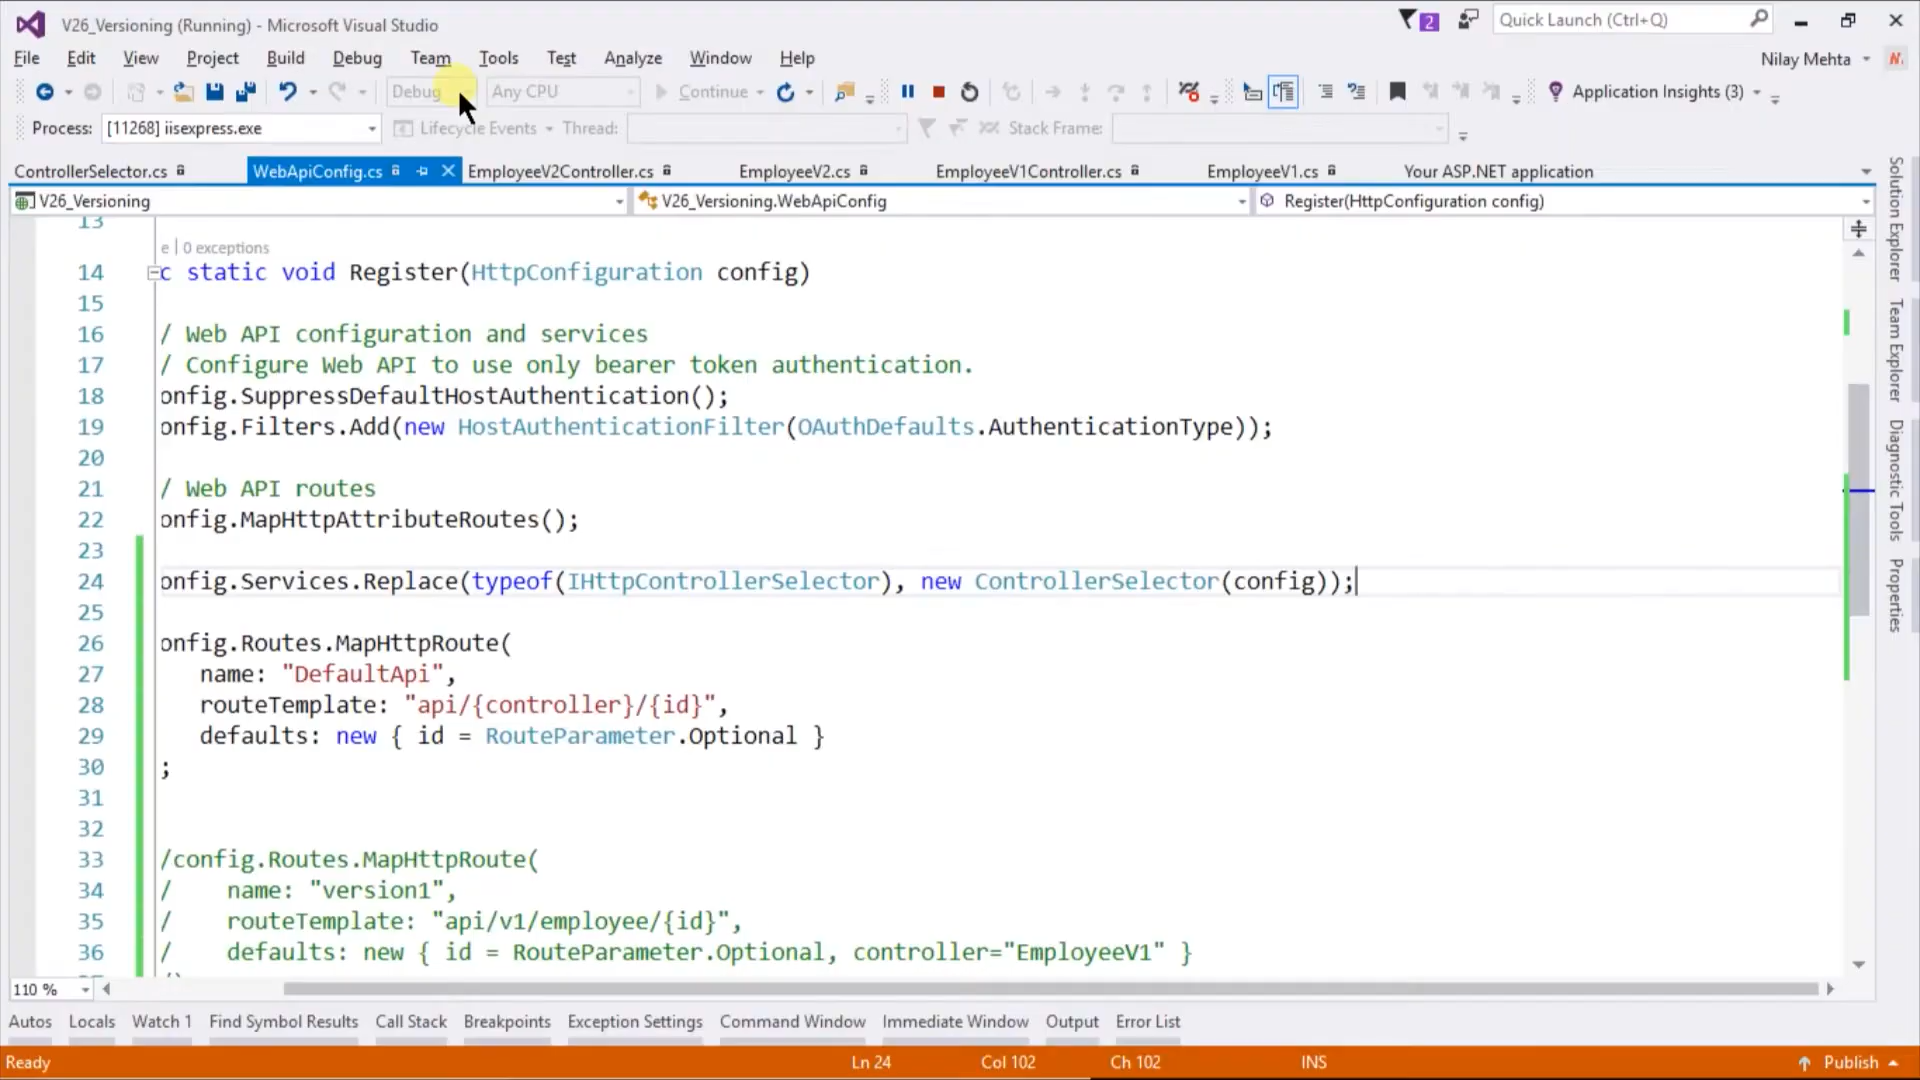 V26_Versioning (Running) - Microsoft Visual Studio
2
Quick Launch (Ctrl+Q)
File Edit View Project Build Debug Team Tools Test Analyze Window Help
Nilay Mehta
N.
Debug Any CPU Continue Application Insights (3)
Process: [11268] iisexpress.exe Lifecycle Events Thread: Stack Frame:
ControllerSelector.cs WebApiConfig.cs EmployeeV2Controller.cs EmployeeV2.cs EmployeeV1Controller.cs EmployeeV1.cs Your ASP.NET application
V26_Versioning V26_Versioning.WebApiConfig Register(HttpConfiguration config)
13
e | 0 exceptions
14 c static void Register(HttpConfiguration config)
15
16 / Web API configuration and services
17 / Configure Web API to use only bearer token authentication.
18 onfig.SuppressDefaultHostAuthentication();
19 onfig.Filters.Add(new HostAuthenticationFilter(OAuthDefaults.AuthenticationType));
20
21 / Web API routes
22 onfig.MapHttpAttributeRoutes();
23
24 onfig.Services.Replace(typeof(IHttpControllerSelector), new ControllerSelector(config));
25
26 onfig.Routes.MapHttpRoute(
27 name: "DefaultApi",
28 routeTemplate: "api/{controller}/{id}",
29 defaults: new { id = RouteParameter.Optional }
30 ;
31
32
33 /config.Routes.MapHttpRoute(
34 / name: "version1",
35 / routeTemplate: "api/v1/employee/{id}",
36 / defaults: new { id = RouteParameter.Optional, controller="EmployeeV1" }
Solution Explorer
Team Explorer
Diagnostic Tools
Properties
110 %
Autos Locals Watch 1 Find Symbol Results Call Stack Breakpoints Exception Settings Command Window Immediate Window Output Error List
Ready Ln 24 Col 102 Ch 102 INS Publish